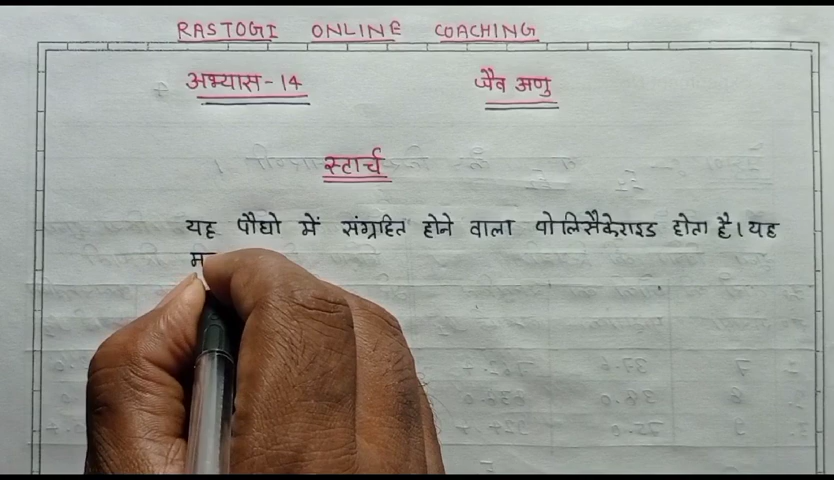 RASTOGI ONLINE COACHING
अभ्यास-14 जैव अणु
स्टार्च
यह पौधो में संग्रहित होने वाला पोलिसैकेराइड होता है। यह